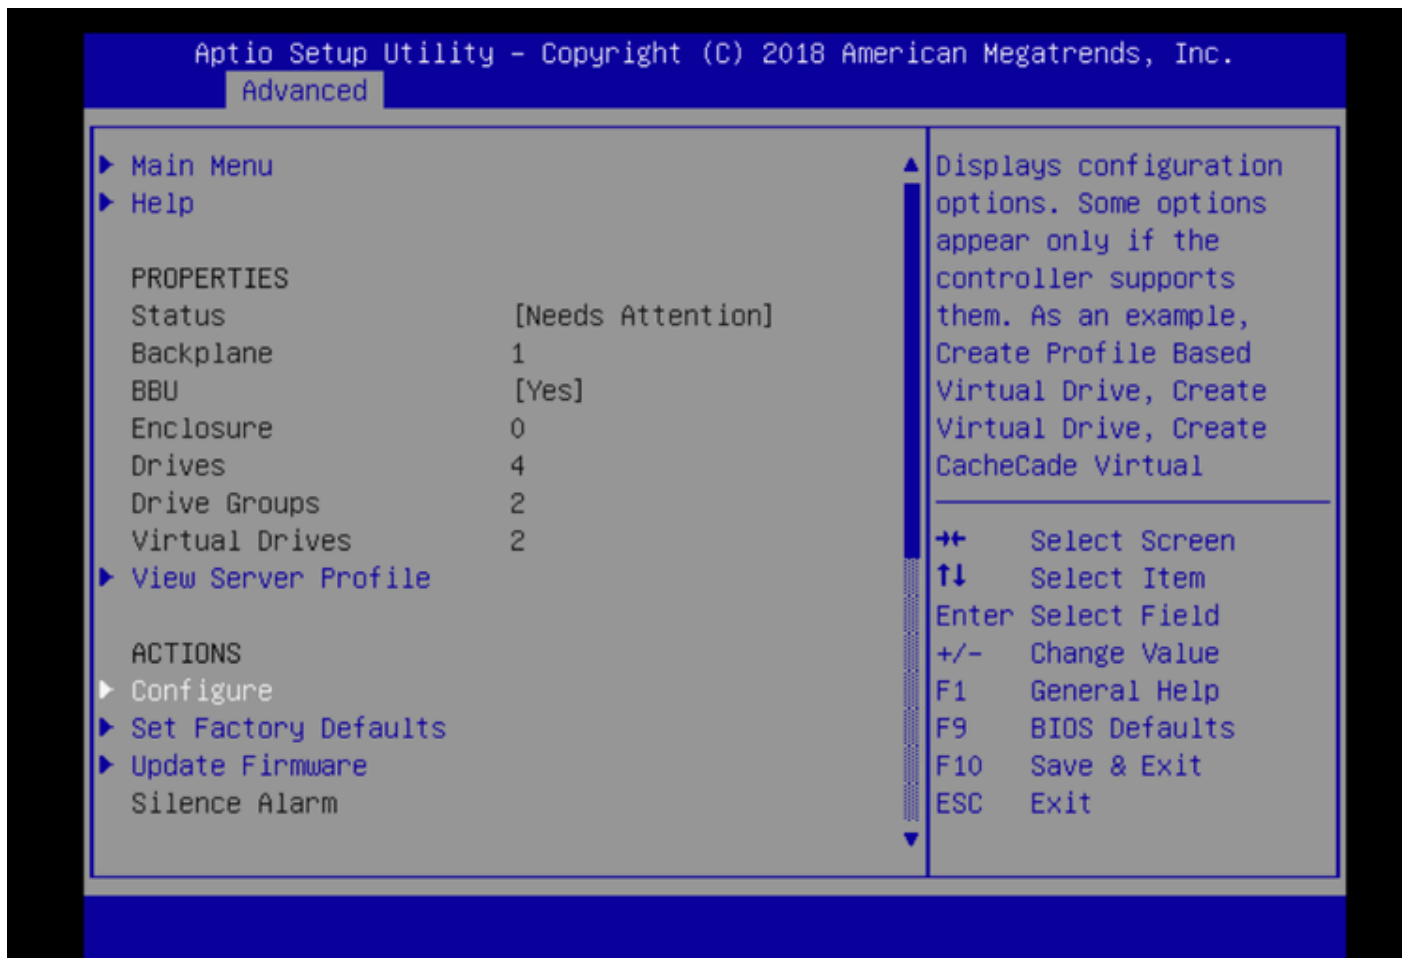 Aptio Setup Utility – Copyright (C) 2018 American Megatrends, Inc.
Advanced
Main Menu
Help
PROPERTIES
Status [Needs Attention]
Backplane 1
BBU [Yes]
Enclosure 0
Drives 4
Drive Groups 2
Virtual Drives 2
View Server Profile
ACTIONS
Configure
Set Factory Defaults
Update Firmware
Silence Alarm
Displays configuration
options. Some options
appear only if the
controller supports
them. As an example,
Create Profile Based
Virtual Drive, Create
Virtual Drive, Create
CacheCade Virtual
→← Select Screen
↑↓ Select Item
Enter Select Field
+/- Change Value
F1 General Help
F9 BIOS Defaults
F10 Save & Exit
ESC Exit